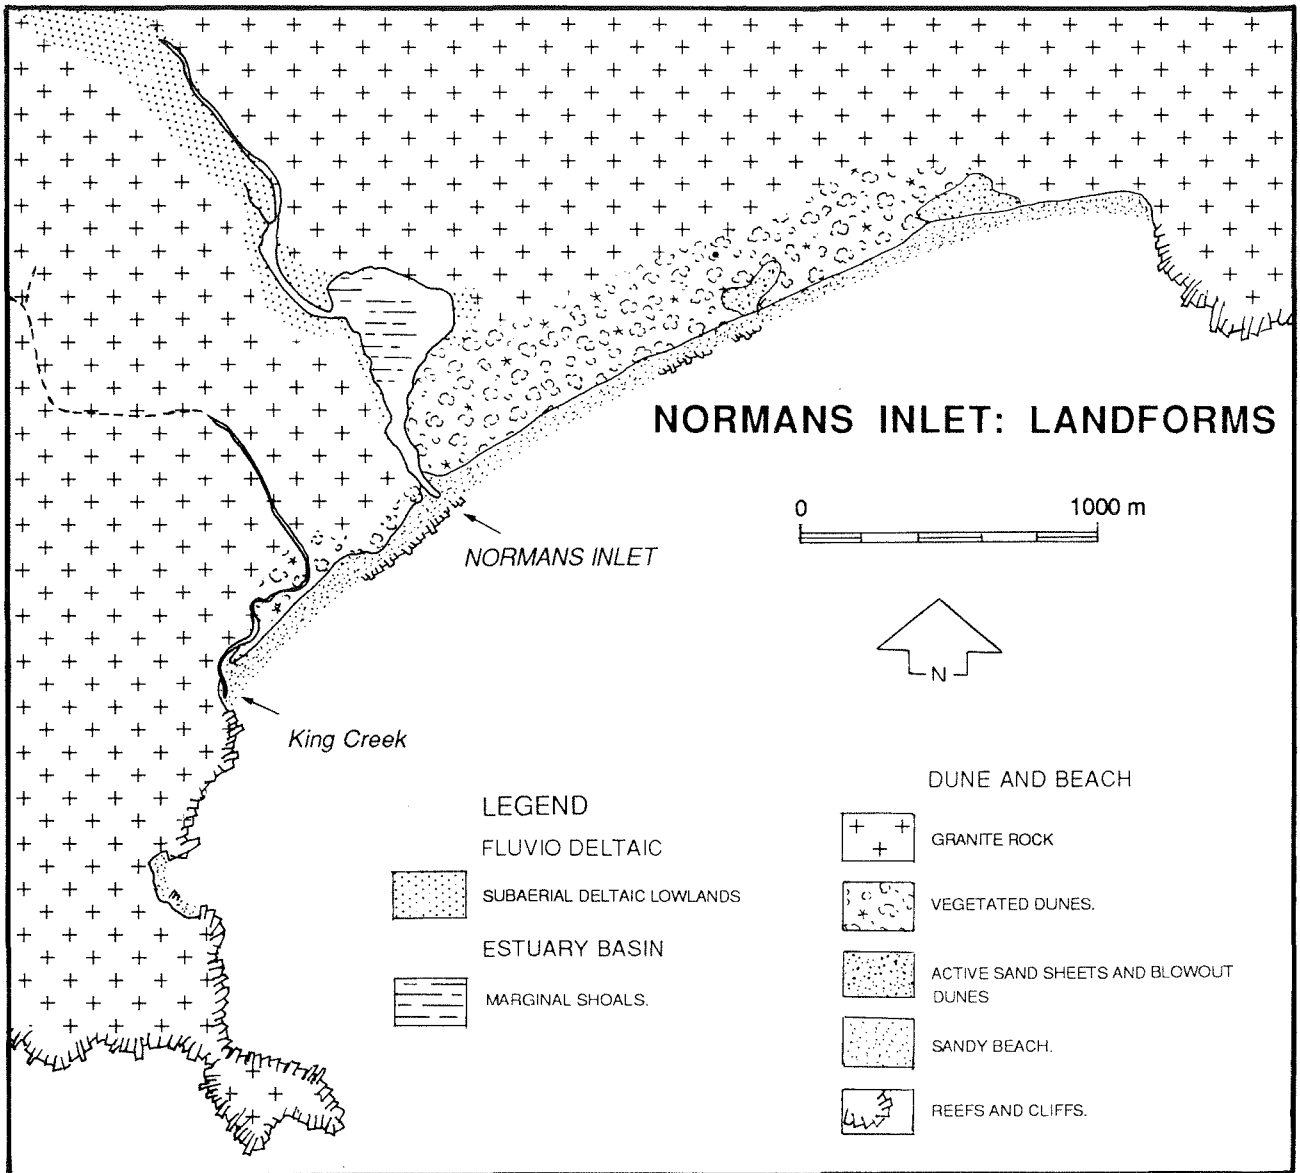 NORMANS INLET: LANDFORMS
0 1000 m
NORMANS INLET
N
King Creek
LEGEND
FLUVIO DELTAIC
SUBAERIAL DELTAIC LOWLANDS
ESTUARY BASIN
MARGINAL SHOALS.
DUNE AND BEACH
GRANITE ROCK
VEGETATED DUNES.
ACTIVE SAND SHEETS AND BLOWOUT
DUNES
SANDY BEACH.
REEFS AND CLIFFS.